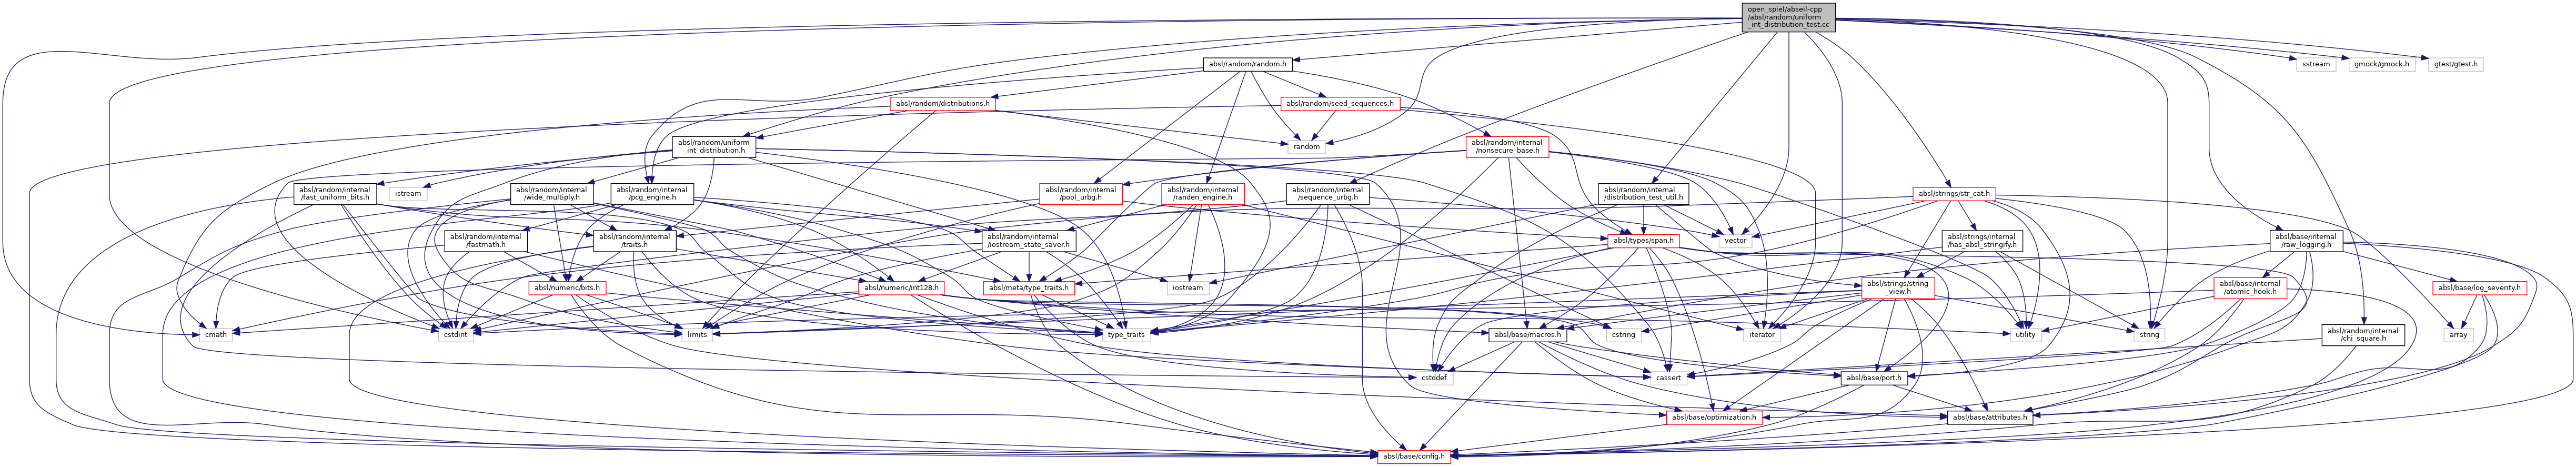 open_spiel/abseil-cpp
/absl/random/uniform
_int_distribution_test.cc
absl/random/random.h
sstream
gmock/gmock.h
gtest/gtest.h
absl/random/distributions.h
absl/random/seed_sequences.h
absl/random/uniform
_int_distribution.h
random
absl/random/internal
/nonsecure_base.h
absl/random/internal
/fast_uniform_bits.h
istream
absl/random/internal
/wide_multiply.h
absl/random/internal
/pcg_engine.h
absl/random/internal
/pool_urbg.h
absl/random/internal
/randen_engine.h
absl/random/internal
/sequence_urbg.h
absl/random/internal
/distribution_test_util.h
absl/strings/str_cat.h
absl/random/internal
/fastmath.h
absl/random/internal
/traits.h
absl/random/internal
/iostream_state_saver.h
absl/types/span.h
vector
absl/strings/internal
/has_absl_stringify.h
absl/base/internal
/raw_logging.h
absl/numeric/bits.h
absl/numeric/int128.h
absl/meta/type_traits.h
iostream
absl/strings/string
_view.h
absl/base/internal
/atomic_hook.h
absl/base/log_severity.h
cmath
cstdint
limits
type_traits
absl/base/macros.h
cstring
iterator
utility
string
absl/random/internal
/chi_square.h
array
cstddef
cassert
absl/base/port.h
absl/base/optimization.h
absl/base/attributes.h
absl/base/config.h